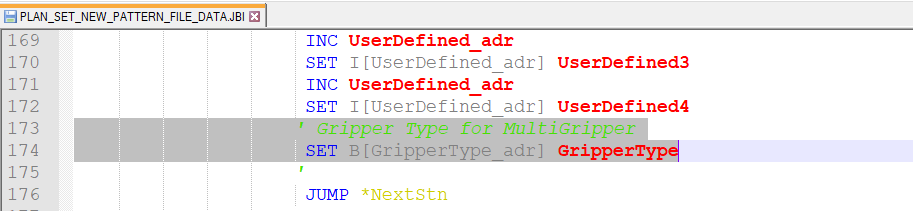 PLAN_SET_NEW_PATTERN_FILE_DATA.JBI
169 INC UserDefined_adr
170 SET I[UserDefined_adr] UserDefined3
171 INC UserDefined_adr
172 SET I[UserDefined_adr] UserDefined4
173 ' Gripper Type for MultiGripper
174 SET B[GripperType_adr] GripperType
175 '
176 JUMP *NextStn